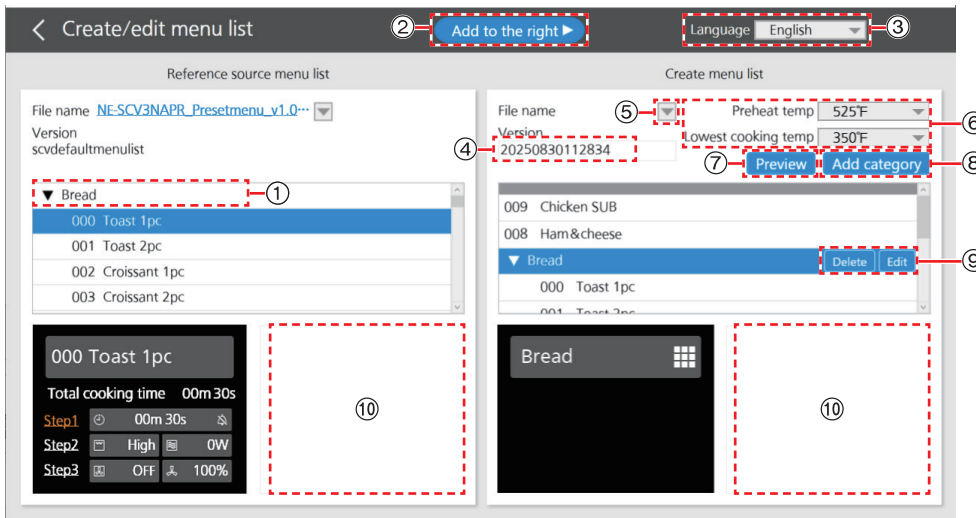 Create/edit menu list
② Add to the right ▶
Language English ③
Reference source menu list
File name NE-SCV3NAPR_Presetmenu_v1.0···
Version
scvdefaultmenulist
▼ Bread ①
000 Toast 1pc
001 Toast 2pc
002 Croissant 1pc
003 Croissant 2pc
000 Toast 1pc
Total cooking time 00m30s
Step1 00m 30s
Step2 High 0W
Step3 OFF 100%
⑩
Create menu list
File name ⑤
Preheat temp 525°F ⑥
Version
Lowest cooking temp 350°F
④ 20250830112834
⑦ Preview Add category ⑧
009 Chicken SUB
008 Ham&cheese
▼ Bread Delete Edit ⑨
000 Toast 1pc
001 Toast 2pc
Bread
⑩